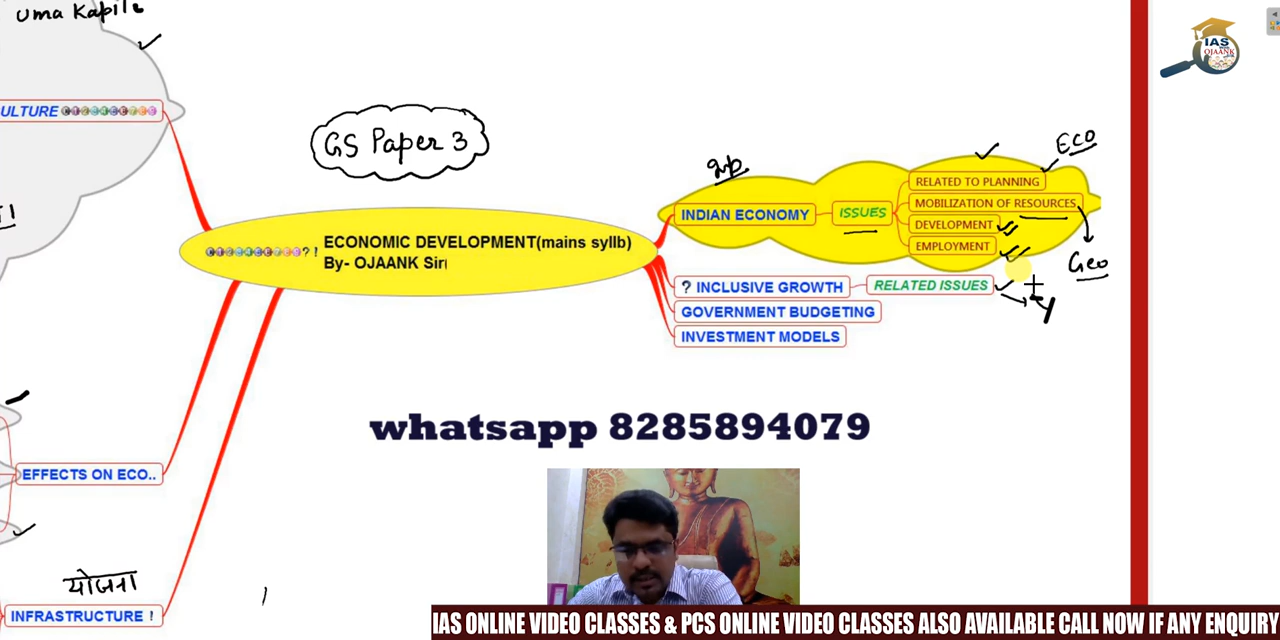 Uma Kapila
ULTURE
GS Paper 3
ECONOMIC DEVELOPMENT(mains syllb)
By- OJAANK Sir
INDIAN ECONOMY
ISSUES
ECO
RELATED TO PLANNING
MOBILIZATION OF RESOURCES
DEVELOPMENT
EMPLOYMENT
Geo
? INCLUSIVE GROWTH
RELATED ISSUES
GOVERNMENT BUDGETING
INVESTMENT MODELS
IAS
OJAANK
whatsapp 8285894079
EFFECTS ON ECO..
योजना
INFRASTRUCTURE !
IAS ONLINE VIDEO CLASSES & PCS ONLINE VIDEO CLASSES ALSO AVAILABLE CALL NOW IF ANY ENQUIRY